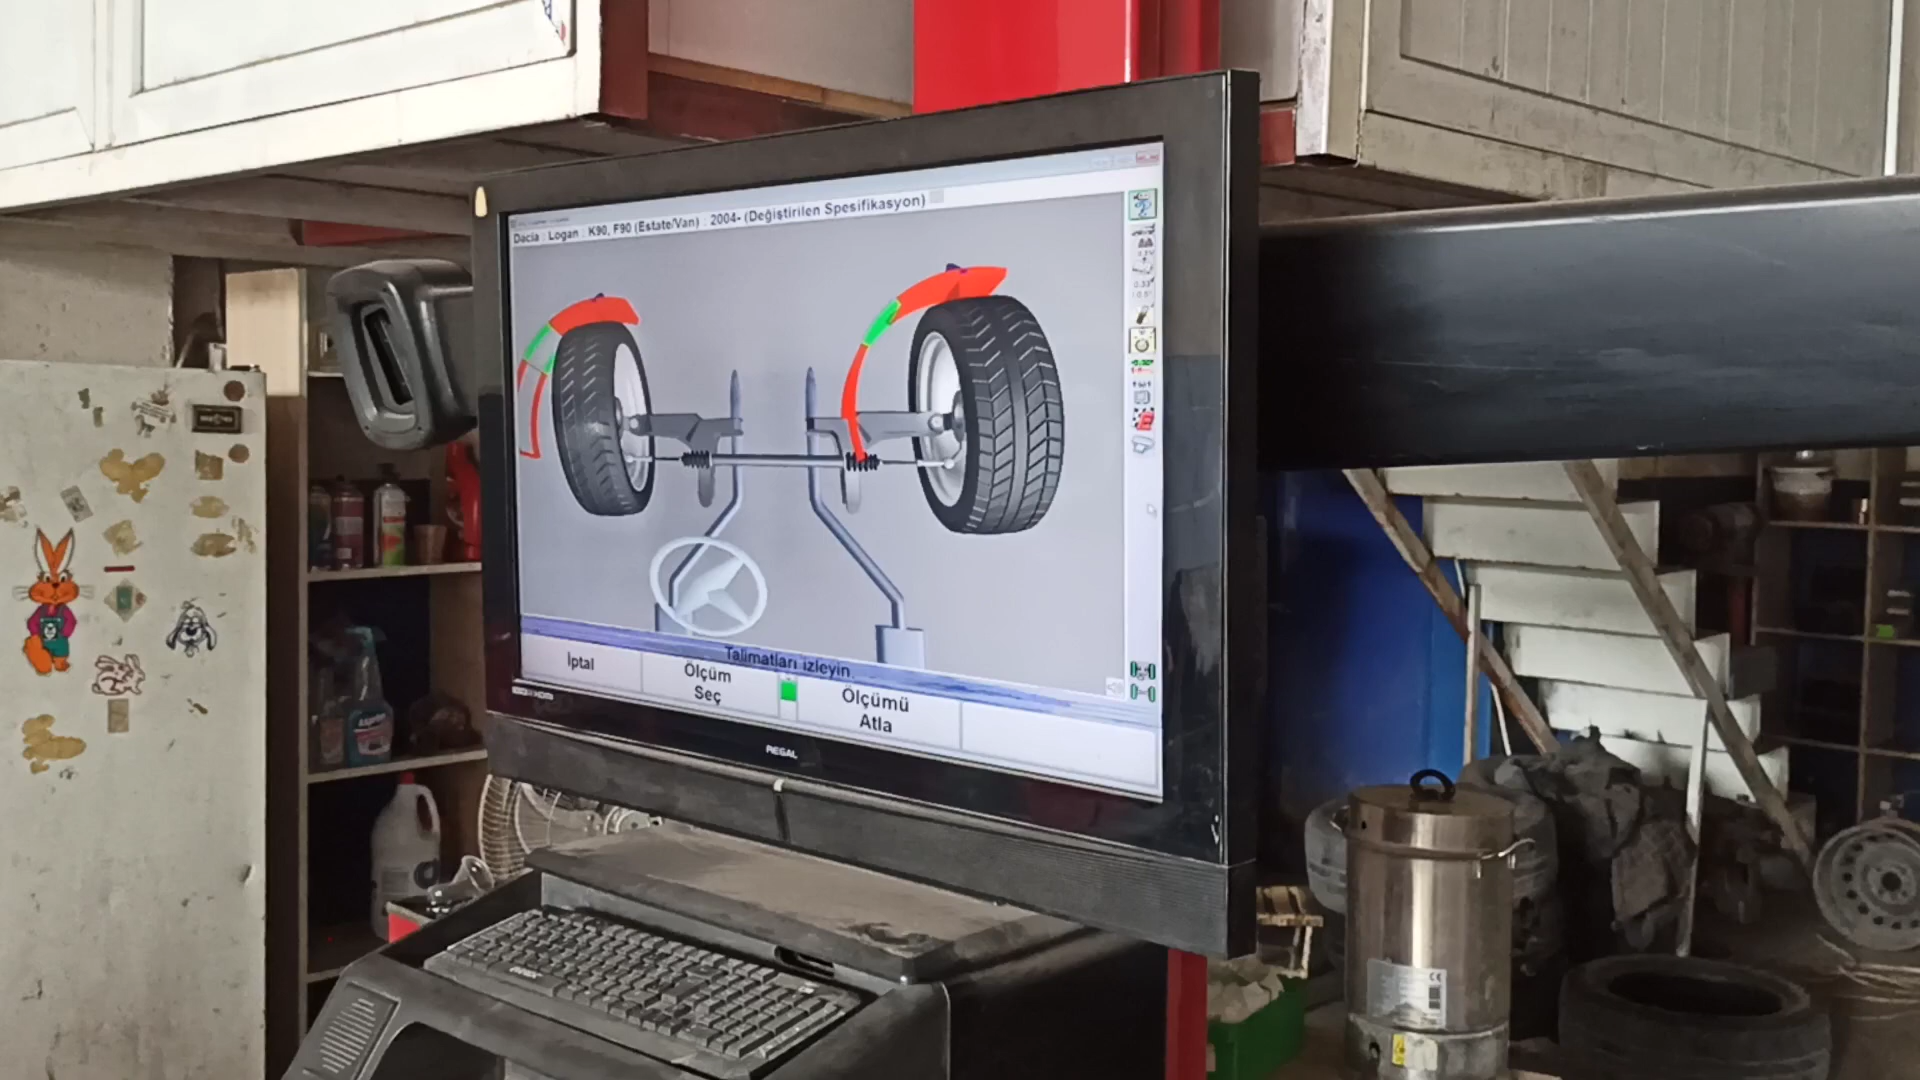 Dacia : Logan : K90, F90 (Estate/Van) : 2004- (Değiştirilen Spesifikasyon)
Talimatları izleyin.
İptal
Ölçüm
Seç
Ölçümü
Atla
REGAL